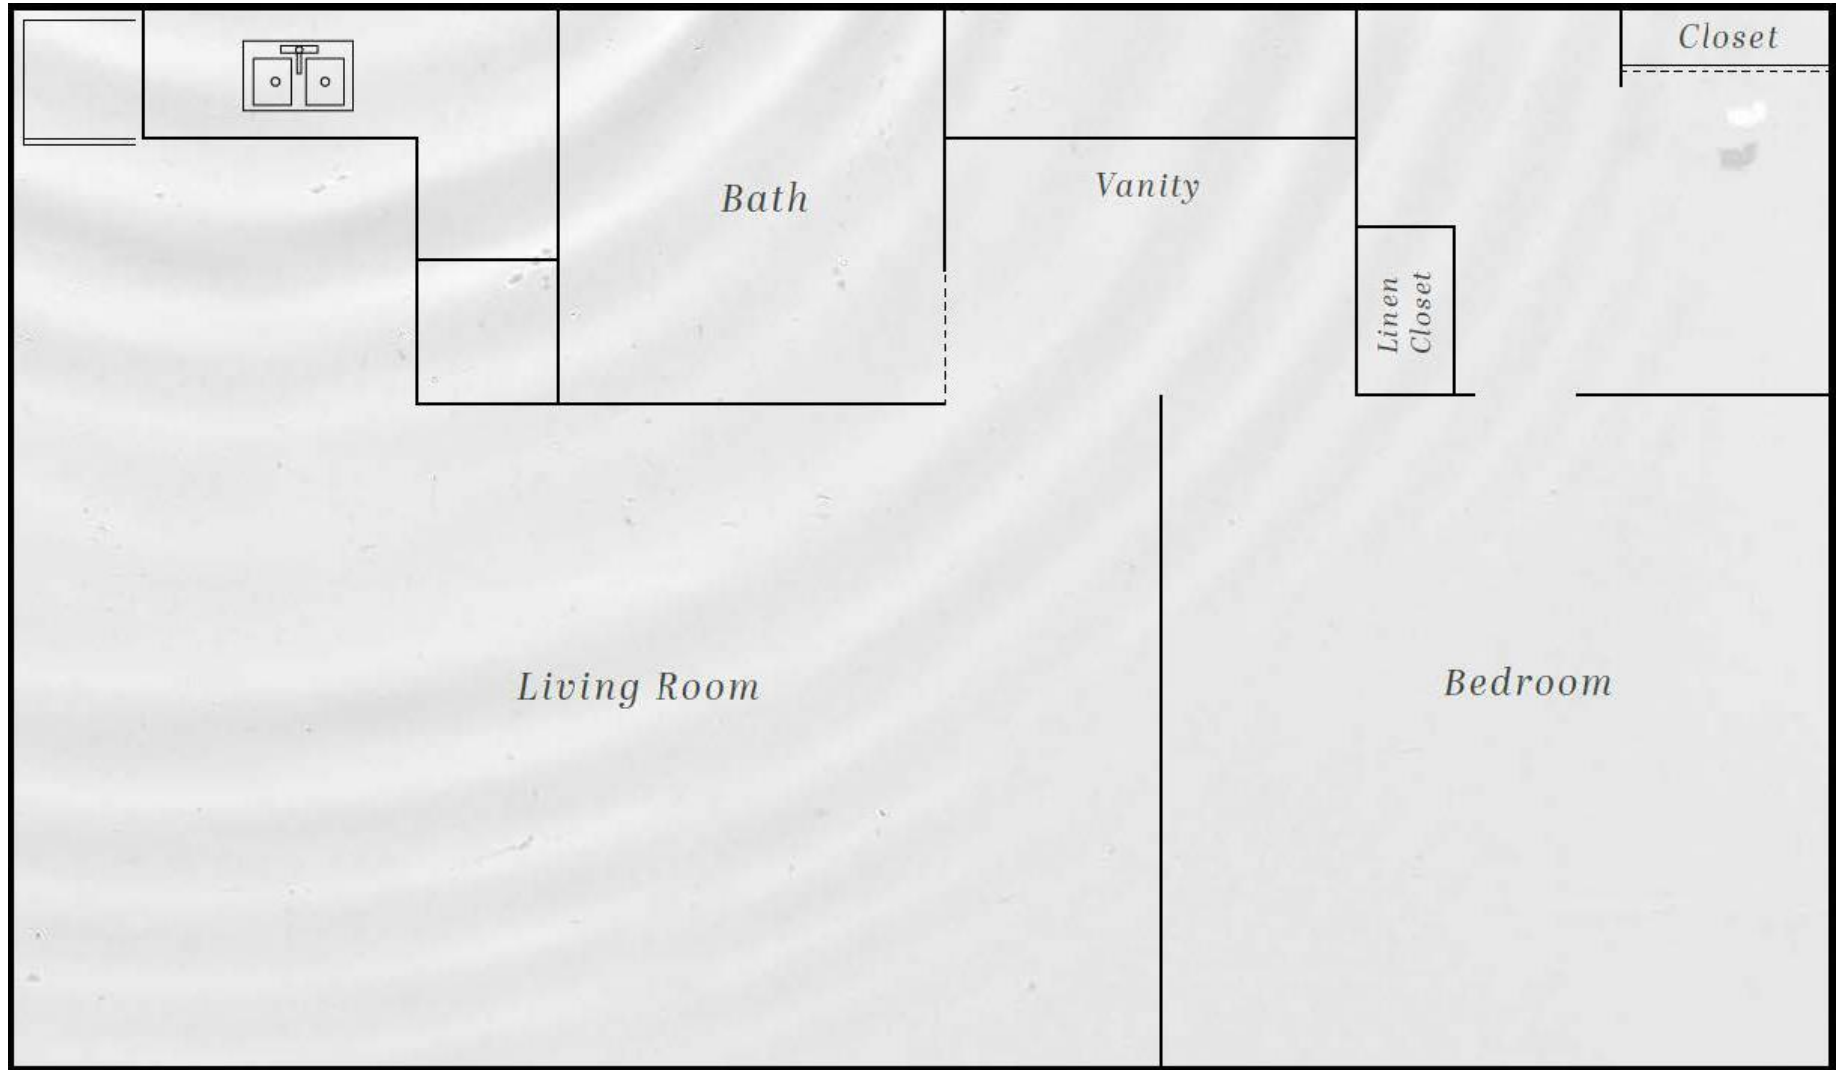 Closet
Bath
Vanity
Linen
Closet
Living Room
Bedroom